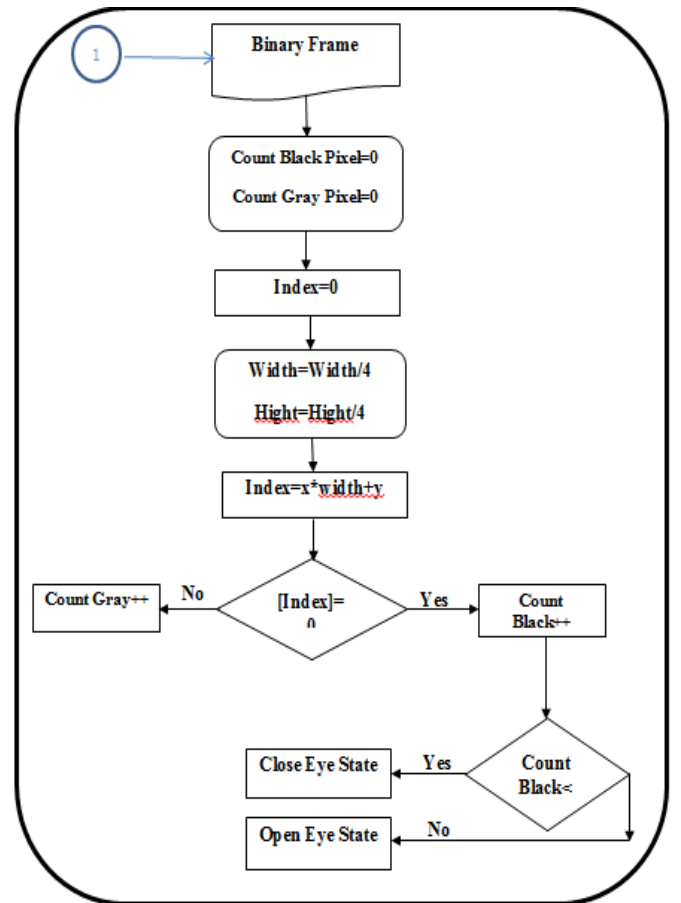 1
Binary Frame
Count Black Pixel=0
Count Gray Pixel=0
Index=0
Width=Width/4
Hight=Hight/4
Index=x*width+y
[Index]=
0
No
Yes
Count Gray++
Count
Black++
Count
Black<
Yes
Close Eye State
No
Open Eye State